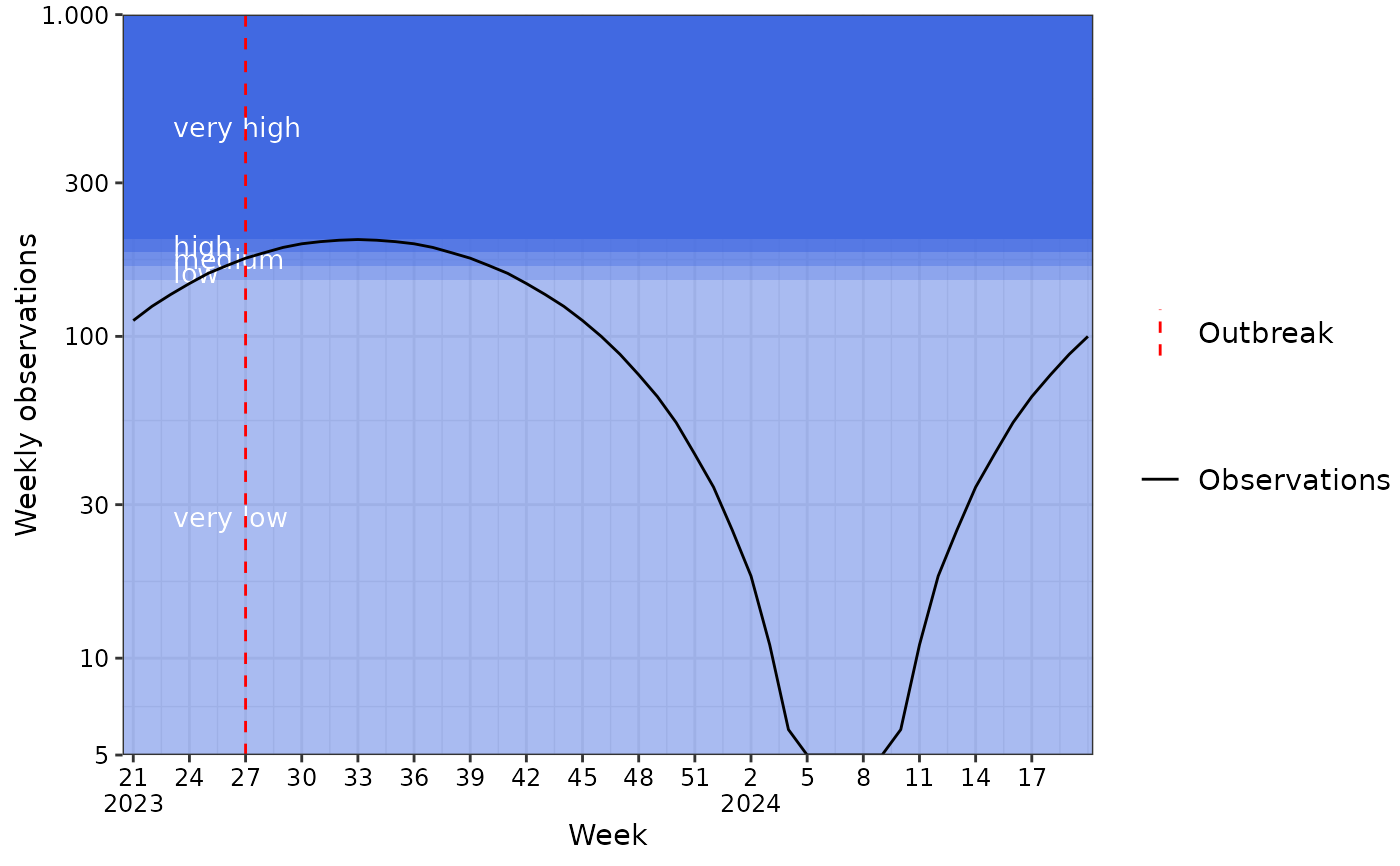 1.000
300
100
30
10
5
Weekly observations
very high
high
medium
low
very low
21 24 27 30 33 36 39 42 45 48 51 2 5 8 11 14 17
2023 2024
Week
Outbreak
Observations